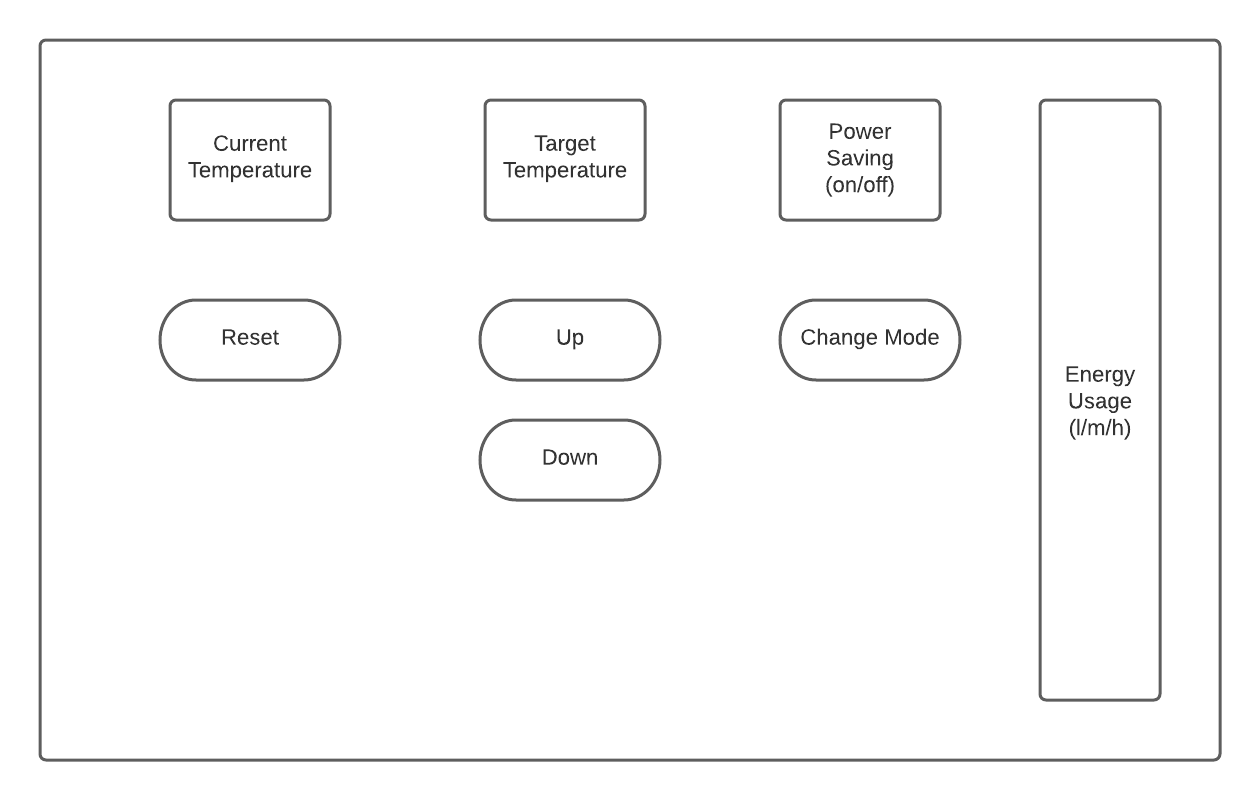 Current
Temperature
Target
Temperature
Power
Saving
(on/off)
Reset
Up
Change Mode
Down
Energy
Usage
(l/m/h)